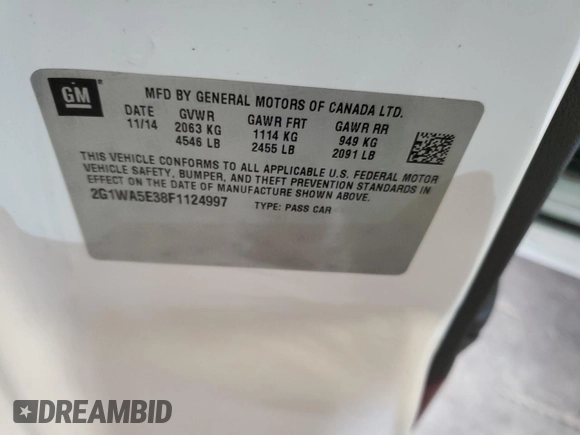 GM
MFD BY GENERAL MOTORS OF CANADA LTD.
DATE GVWR GAWR FRT GAWR RR
11/14 2063 KG 1114 KG 949 KG
4546 LB 2455 LB 2091 LB
THIS VEHICLE CONFORMS TO ALL APPLICABLE U.S. FEDERAL MOTOR
VEHICLE SAFETY, BUMPER, AND THEFT PREVENTION STANDARDS IN
EFFECT ON THE DATE OF MANUFACTURE SHOWN ABOVE.
2G1WA5E38F1124997 TYPE: PASS CAR
DREAMBID